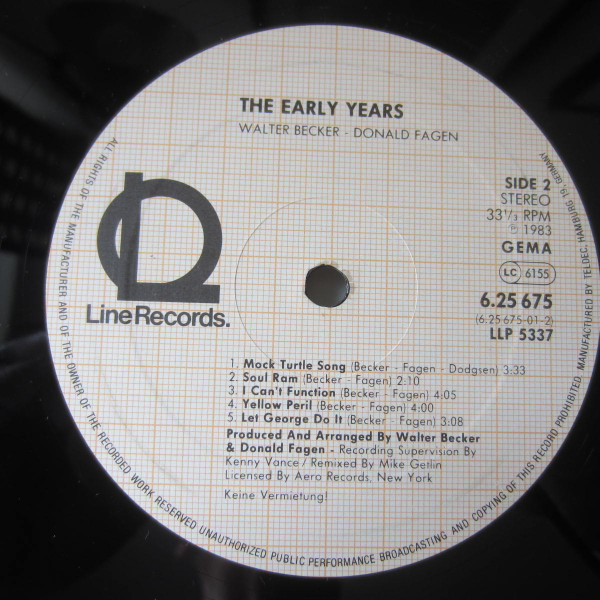 THE EARLY YEARS
WALTER BECKER - DONALD FAGEN
SIDE 2
STEREO
33 1/3 RPM
℗ 1983
GEMA
LC 6155
6.25 675
(6.25 675-01-2)
LLP 5337
LineRecords.
1. Mock Turtle Song (Becker - Fagen - Dodgsen) 3:33
2. Soul Ram (Becker - Fagen) 2:10
3. I Can't Function (Becker - Fagen) 4:05
4. Yellow Peril (Becker - Fagen) 4:00
5. Let George Do It (Becker - Fagen) 3:08
Produced And Arranged By Walter Becker
& Donald Fagen - Recording Supervision By
Kenny Vance / Remixed By Mike Getlin
Licensed By Aero Records, New York
Keine Vermietung!
ALL RIGHTS OF THE MANUFACTURER AND OF THE OWNER OF THE RECORDED WORK RESERVED UNAUTHORIZED PUBLIC PERFORMANCE BROADCASTING AND COPYING OF THIS RECORD PROHIBITED. MANUFACTURED BY TELDEC, HAMBURG 19, GERMANY